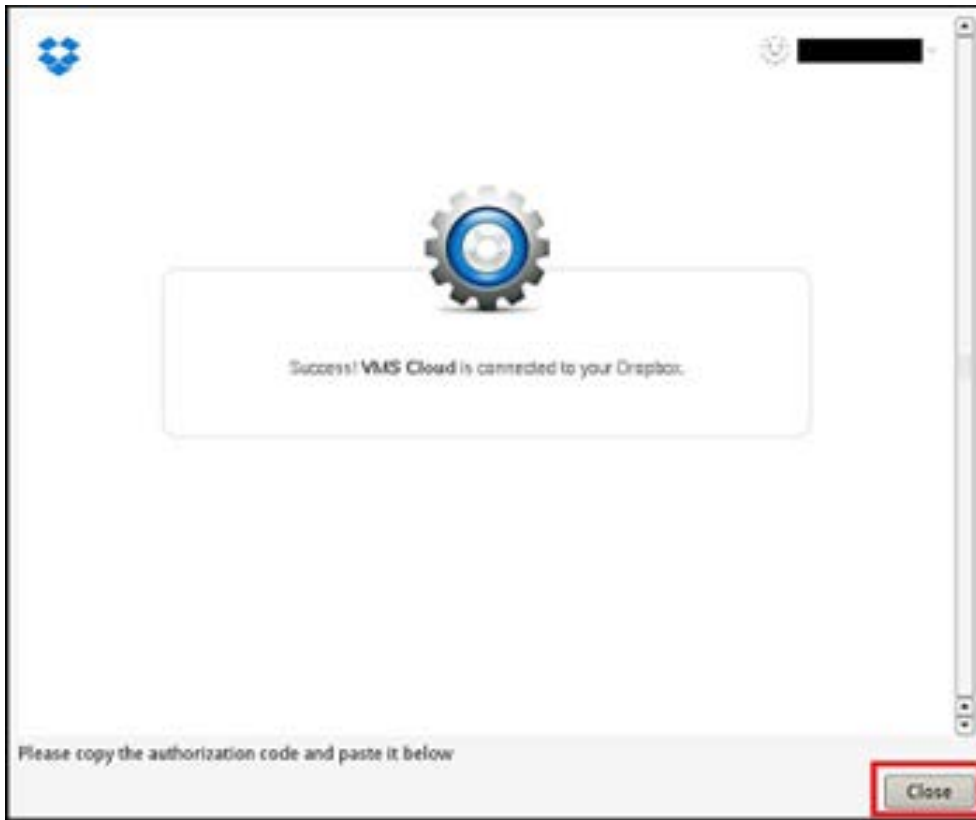 Success! VMS Cloud is connected to your Dropbox.
Please copy the authorization code and paste it below
Close